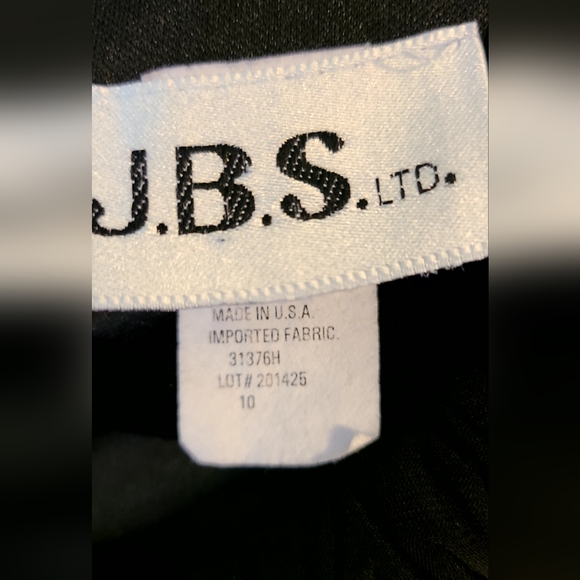 J.B.S. LTD.
MADE IN U.S.A.
IMPORTED FABRIC.
31376H
LOT# 201425
10